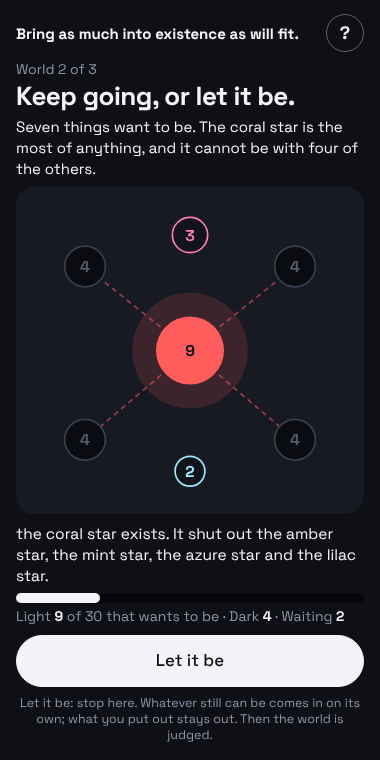 Bring as much into existence as will fit.
?
World 2 of 3
Keep going, or let it be.
Seven things want to be. The coral star is the
most of anything, and it cannot be with four of
the others.
3
4
4
9
4
4
2
the coral star exists. It shut out the amber
star, the mint star, the azure star and the lilac
star.
Light 9 of 30 that wants to be · Dark 4 · Waiting 2
Let it be
Let it be: stop here. Whatever still can be comes in on its
own; what you put out stays out. Then the world is
judged.